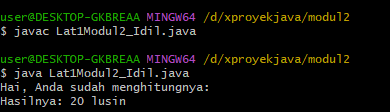 user@DESKTOP-GKBREAA MINGW64 /d/xproyekjava/modul2
$ javac Lat1Modul2_Idil.java
user@DESKTOP-GKBREAA MINGW64 /d/xproyekjava/modul2
$ java Lat1Modul2_Idil.java
Hai, Anda sudah menghitungnya:
Hasilnya: 20 lusin